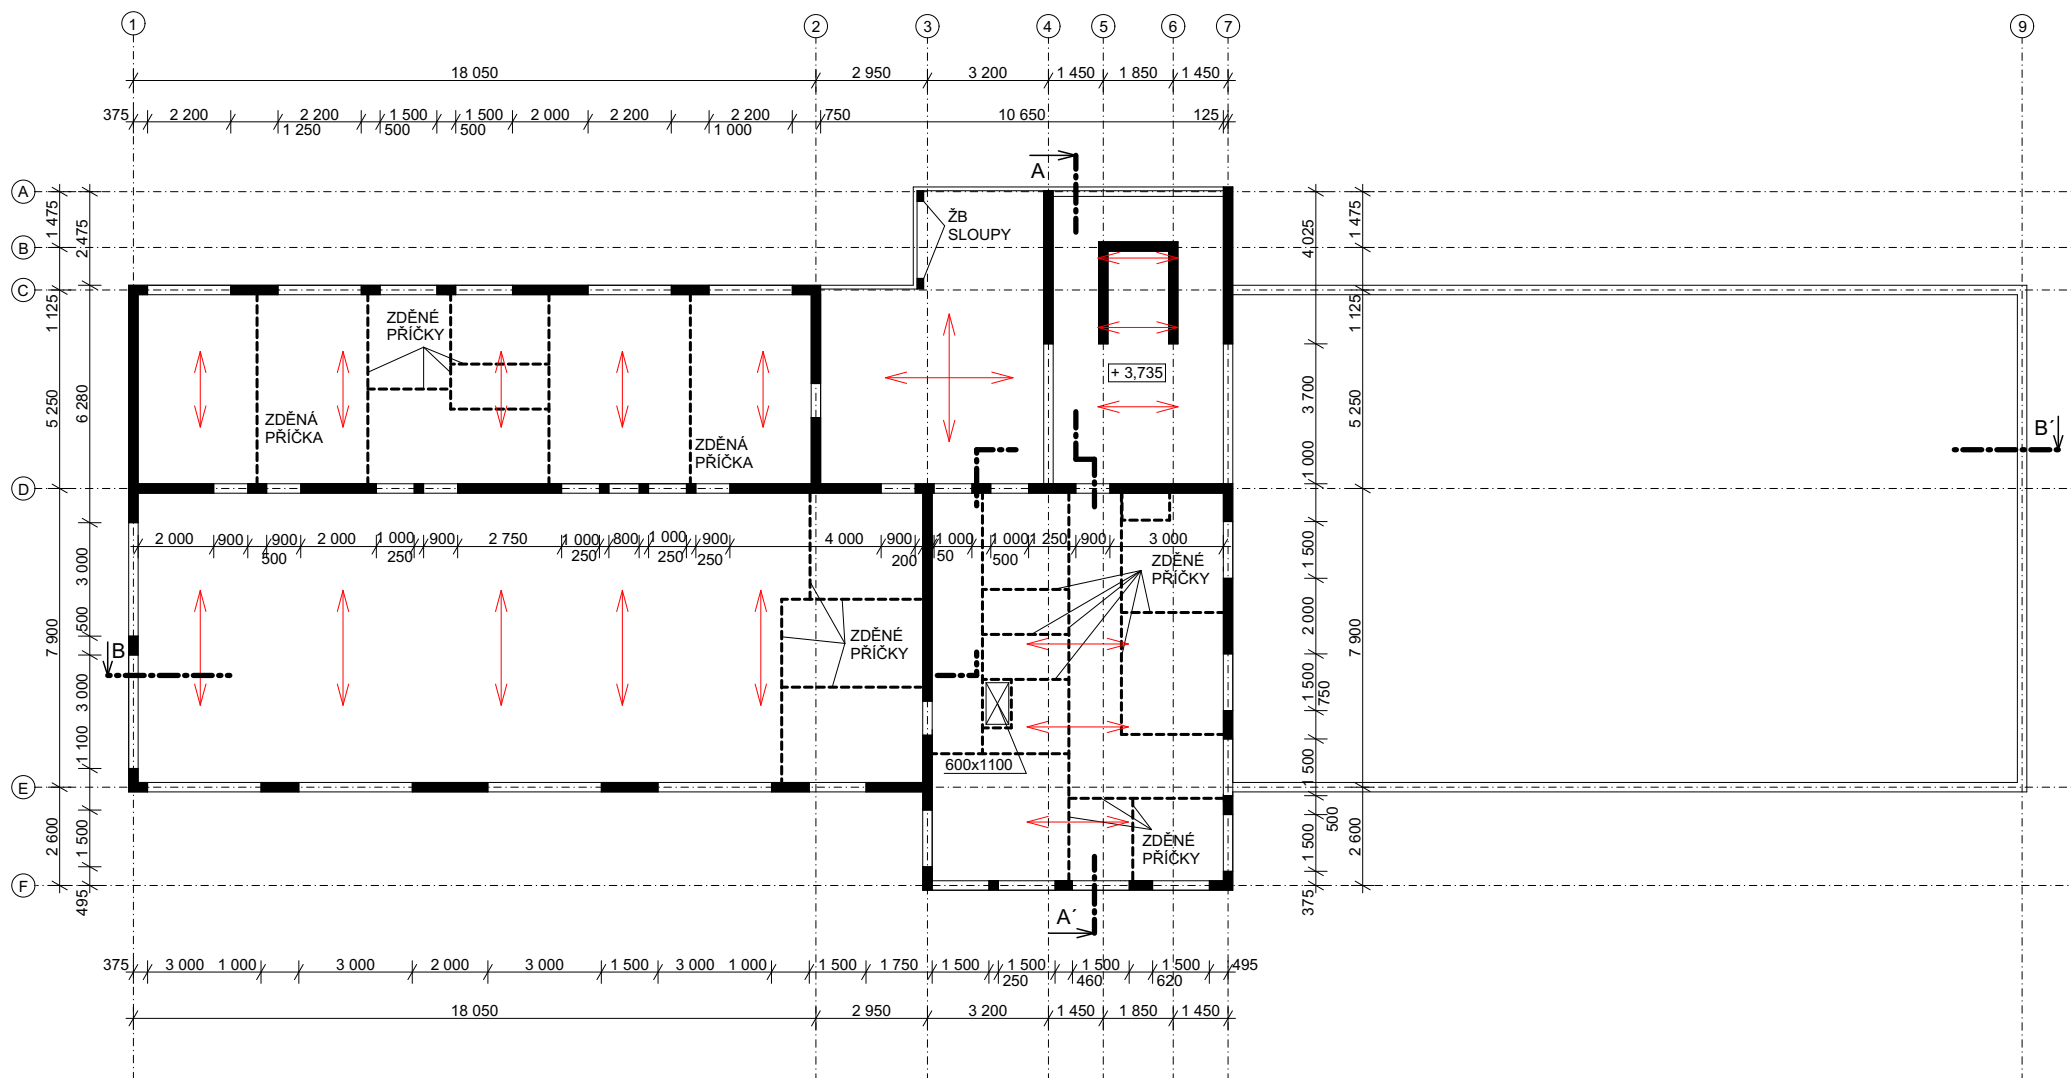 1 2 3 4 5 6 7 9
18 050 2 950 3 200 1 450 1 850 1 450
375 2 200 2 200 1 500 1 500 2 000 2 200 2 200 750 10 650 125
1 250 500 500 1 000
A
A
B
C
D
E
F
1 475
1 125
5 250
7 900
2 600
2 475
6 280
3 000
500
3 000
1 100
1 500
495
ŽB
SLOUPY
ZDĚNÉ
PŘÍČKY
ZDĚNÁ
PŘÍČKA
ZDĚNÁ
PŘÍČKA
+ 3,735
B
B´
2 000 900 900 2 000 1 000 900 2 750 1 000 800 1 000 900 4 000 900 1 000 1 000 1 250 900 3 000
500 250 250 250 250 200 50 500
ZDĚNÉ
PŘÍČKY
ZDĚNÉ
PŘÍČKY
600x1100
ZDĚNÉ
PŘÍČKY
4 025
3 700
1 000
1 500
2 000
1 500
750
1 500
500
1 500
375
1 475
1 125
5 250
7 900
2 600
A´
375 3 000 1 000 3 000 2 000 3 000 1 500 3 000 1 000 1 500 1 750 1 500 1 500 1 500 1 500 495
250 460 620
18 050 2 950 3 200 1 450 1 850 1 450